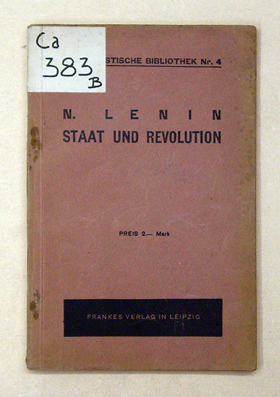 Ca
383
B
STISCHE BIBLIOTHEK Nr. 4
N. LENIN
STAAT UND REVOLUTION
PREIS 2.— Mark
FRANKES VERLAG IN LEIPZIG